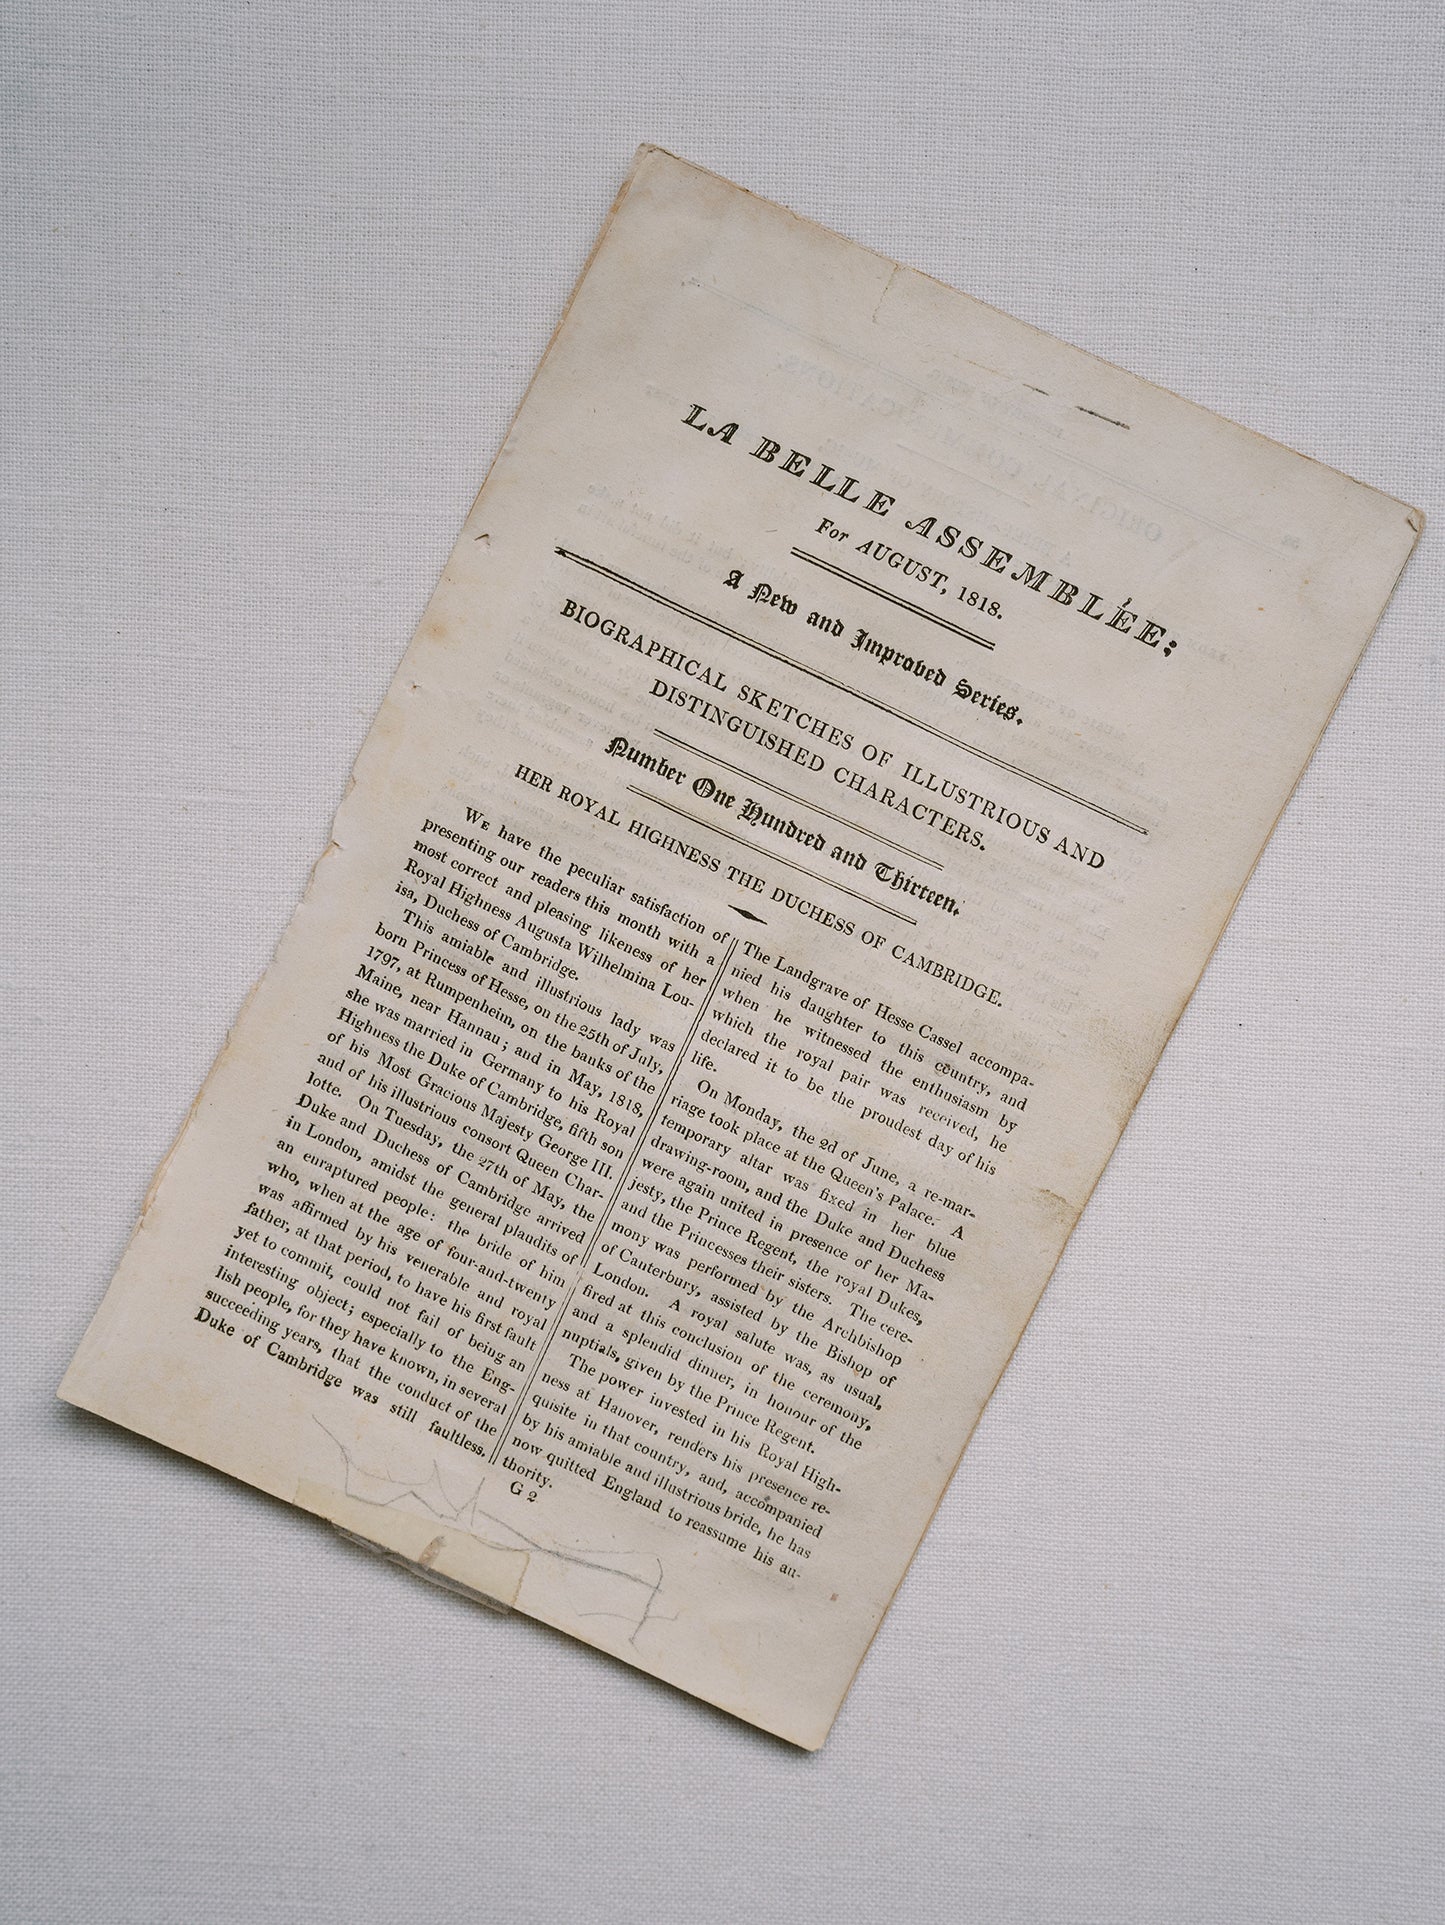 LA BELLE ASSEMBLÉE:
For AUGUST, 1818.
A New and Improved Series.
BIOGRAPHICAL SKETCHES OF ILLUSTRIOUS AND
DISTINGUISHED CHARACTERS.
Number One Hundred and Thirteen.
HER ROYAL HIGHNESS THE DUCHESS OF CAMBRIDGE.
WE have the peculiar satisfaction of
presenting our readers this month with a
most correct and pleasing likeness of her
Royal Highness Augusta Wilhelmina Lou-
isa, Duchess of Cambridge.
This amiable and illustrious lady was
born Princess of Hesse, on the 25th of July,
1797, at Rumpenheim, on the banks of the
Maine, near Hannau; and in May, 1818,
she was married in Germany to his Royal
Highness the Duke of Cambridge, fifth son
of his Most Gracious Majesty George III.
and of his illustrious consort Queen Char-
lotte. On Tuesday, the 27th of May, the
Duke and Duchess of Cambridge arrived
in London, amidst the general plaudits of
an enraptured people: the bride of him
who, when at the age of four-and-twenty
was affirmed by his venerable and royal
father, at that period, to have his first fault
yet to commit, could not fail of being an
interesting object; especially to the Eng-
lish people, for they have known, in several
succeeding years, that the conduct of the
Duke of Cambridge was still faultless.
The Landgrave of Hesse Cassel accompa-
nied his daughter to this country, and
when he witnessed the enthusiasm by
which the royal pair was received, he
declared it to be the proudest day of his
life.
On Monday, the 2d of June, a re-mar-
riage took place at the Queen's Palace. A
temporary altar was fixed in her blue
drawing-room, and the Duke and Duchess
were again united in presence of her Ma-
jesty, the Prince Regent, the royal Dukes,
and the Princesses their sisters. The cere-
mony was performed by the Archbishop
of Canterbury, assisted by the Bishop of
London. A royal salute was, as usual,
fired at this conclusion of the ceremony,
and a splendid dinner, in honour of the
nuptials, given by the Prince Regent.
The power invested in his Royal High-
ness at Hanover, renders his presence re-
quisite in that country, and, accompanied
by his amiable and illustrious bride, he has
now quitted England to reassume his au-
thority.
G 2